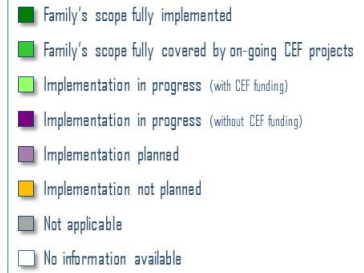 Family's scope fully implemented
Family's scope fully covered by on-going CEF projects
Implementation in progress (with CEF funding)
Implementation in progress (without CEF funding)
Implementation planned
Implementation not planned
Not applicable
No information available